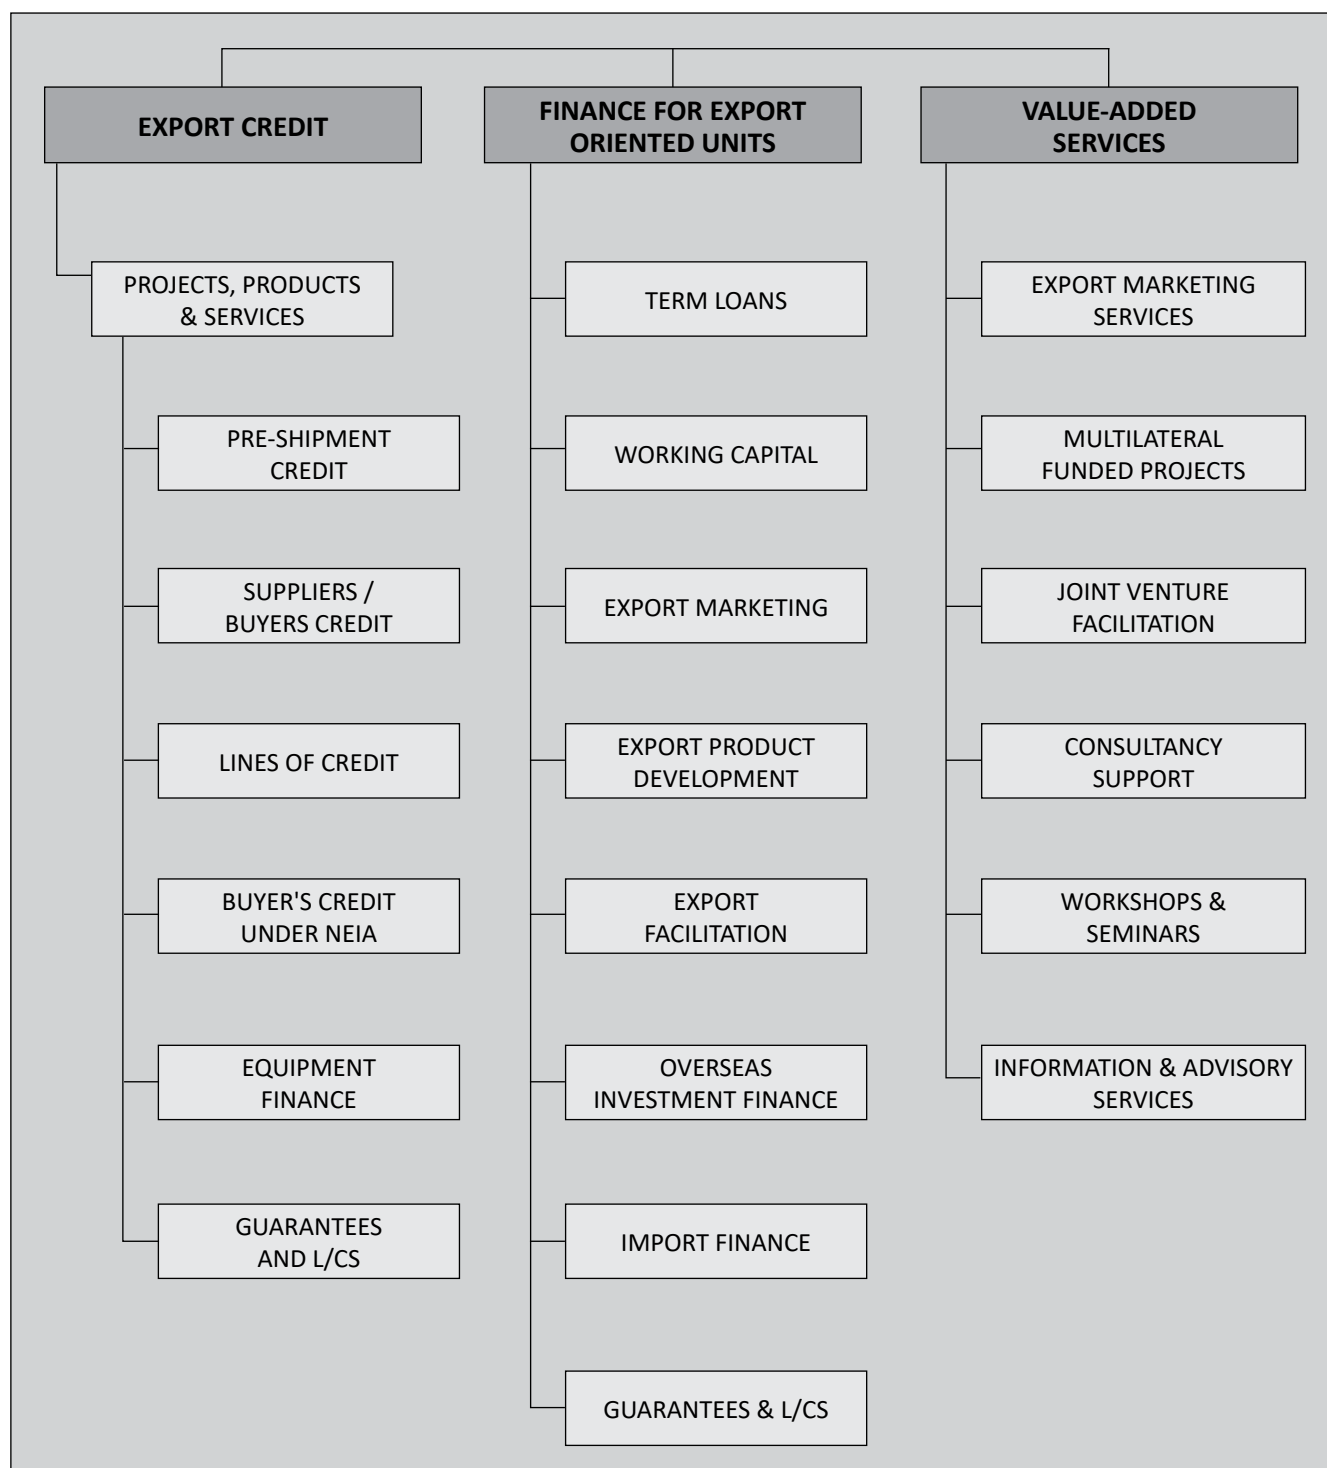 EXPORT CREDIT
PROJECTS, PRODUCTS
& SERVICES
PRE-SHIPMENT
CREDIT
SUPPLIERS /
BUYERS CREDIT
LINES OF CREDIT
BUYER'S CREDIT
UNDER NEIA
EQUIPMENT
FINANCE
GUARANTEES
AND L/CS
FINANCE FOR EXPORT
ORIENTED UNITS
TERM LOANS
WORKING CAPITAL
EXPORT MARKETING
EXPORT PRODUCT
DEVELOPMENT
EXPORT
FACILITATION
OVERSEAS
INVESTMENT FINANCE
IMPORT FINANCE
GUARANTEES & L/CS
VALUE-ADDED
SERVICES
EXPORT MARKETING
SERVICES
MULTILATERAL
FUNDED PROJECTS
JOINT VENTURE
FACILITATION
CONSULTANCY
SUPPORT
WORKSHOPS &
SEMINARS
INFORMATION & ADVISORY
SERVICES